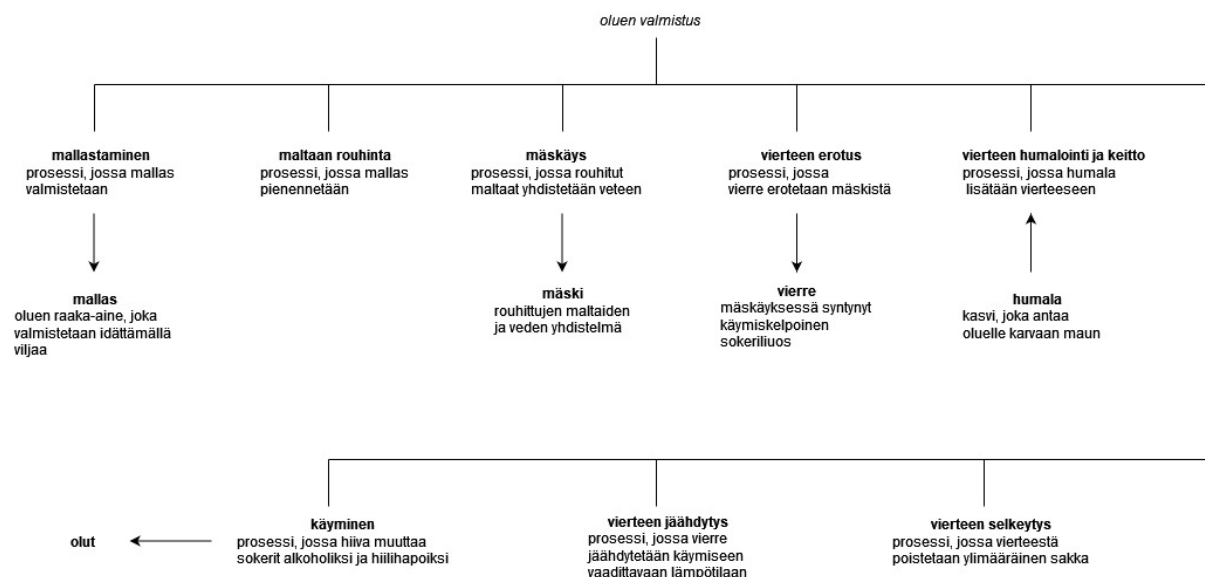 oluen valmistus
mallastaminen
prosessi, jossa mallas
valmistetaan
maltaan rouhinta
prosessi, jossa mallas
pienennetään
mäskäys
prosessi, jossa rouhitut
maltaat yhdistetään veteen
vierteen erotus
prosessi, jossa
vierre erotetaan mäskistä
vierteen humalointi ja keitto
prosessi, jossa humala
lisätään vierteeseen
mallas
oluen raaka-aine, joka
valmistetaan idättämällä
viljaa
mäski
rouhittujen maltaiden
ja veden yhdistelmä
vierre
mäskäyksessä syntynyt
käymiskelpoinen
sokeriliuos
humala
kasvi, joka antaa
oluelle karvaan maun
olut
käyminen
prosessi, jossa hiiva muuttaa
sokerit alkoholiksi ja hiilihapoiksi
vierteen jäähdytys
prosessi, jossa vierre
jäähdytetään käymiseen
vaadittavaan lämpötilaan
vierteen selkeytys
prosessi, jossa vierteestä
poistetaan ylimääräinen sakka